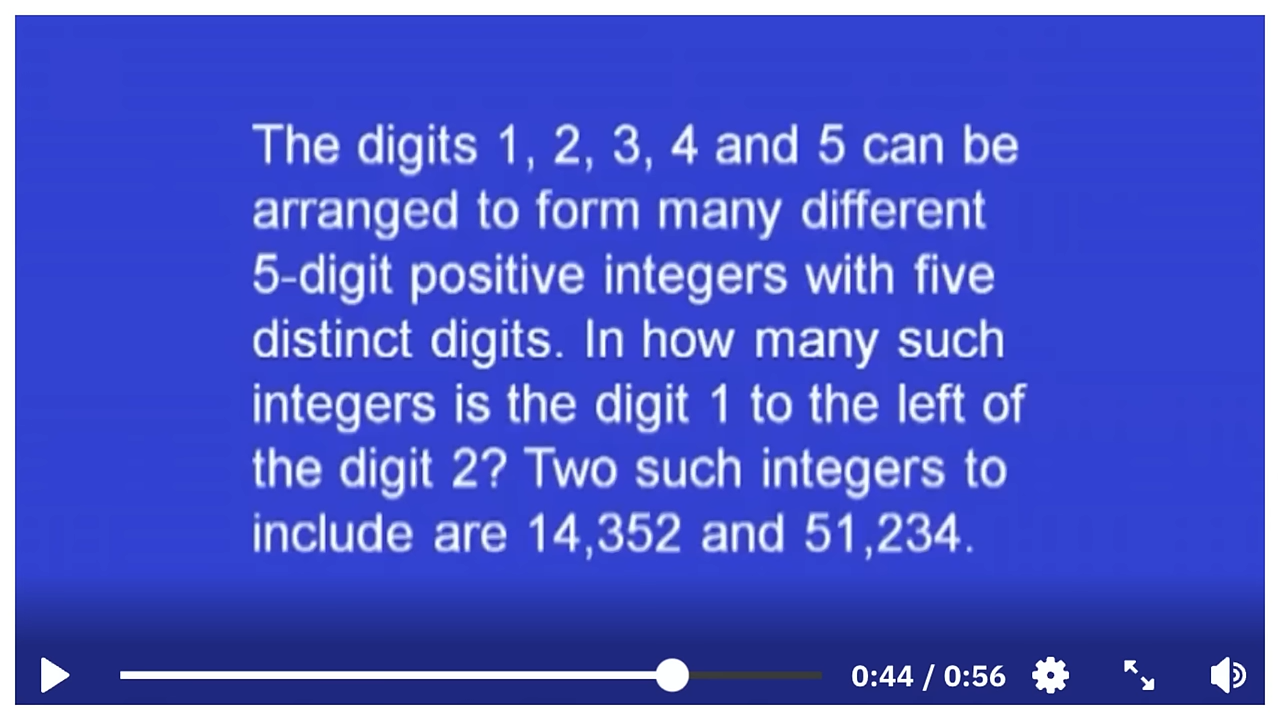 The digits 1, 2, 3, 4 and 5 can be
arranged to form many different
5-digit positive integers with five
distinct digits. In how many such
integers is the digit 1 to the left of
the digit 2? Two such integers to
include are 14,352 and 51,234.
0:44 / 0:56